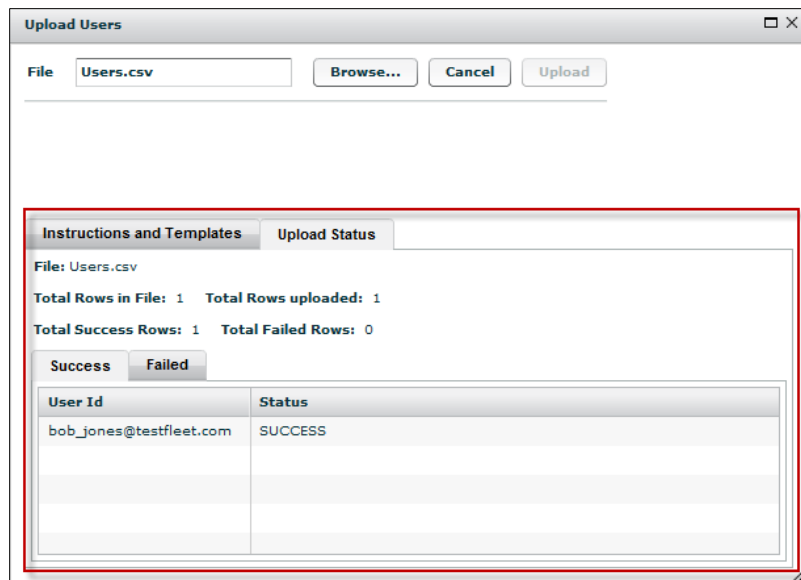 Upload Users
File Users.csv Browse... Cancel Upload
Instructions and Templates Upload Status
File: Users.csv
Total Rows in File: 1 Total Rows uploaded: 1
Total Success Rows: 1 Total Failed Rows: 0
Success Failed
User Id Status
bob_jones@testfleet.com SUCCESS